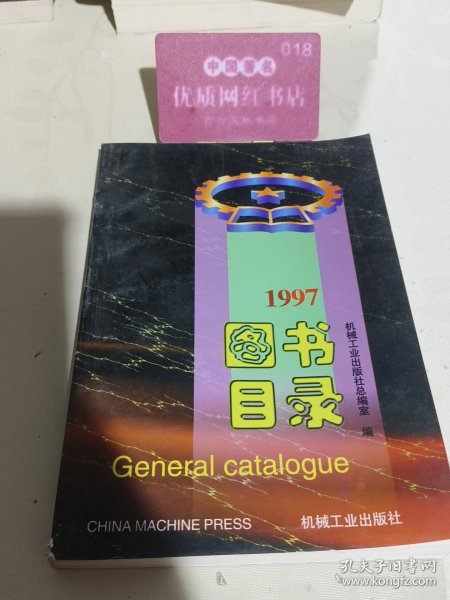 018
中国著名
优质网红书店
1997
图书
目录
机械工业出版社总编室 编
General catalogue
CHINA MACHINE PRESS
机械工业出版社
孔夫子旧书网
www.kongfz.com